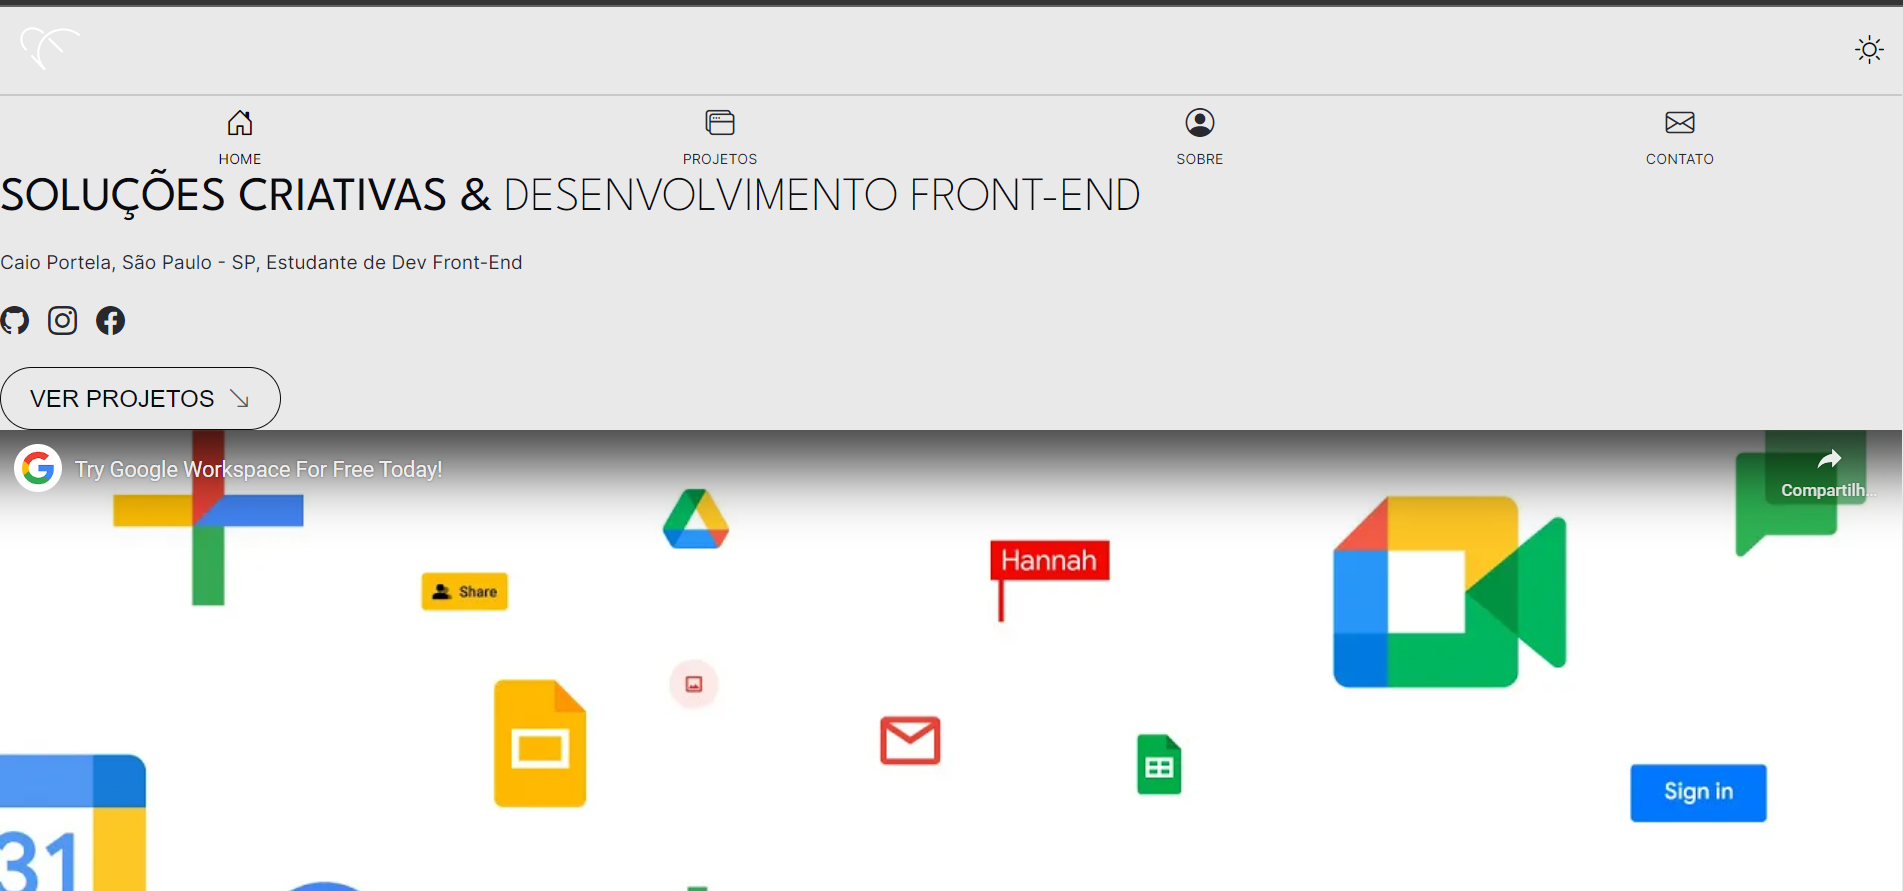 HOME
PROJETOS
SOBRE
CONTATO
SOLUÇÕES CRIATIVAS & DESENVOLVIMENTO FRONT-END
Caio Portela, São Paulo - SP, Estudante de Dev Front-End
VER PROJETOS
Try Google Workspace For Free Today!
Compartilh...
Hannah
Share
Sign in
31